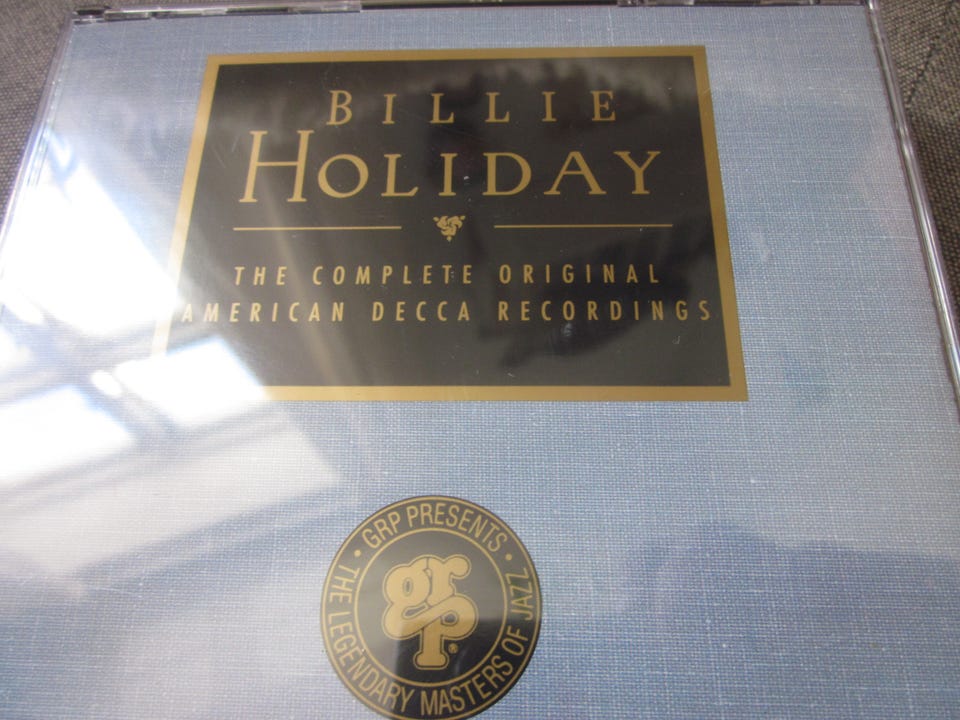 BILLIE
HOLIDAY
THE COMPLETE ORIGINAL
AMERICAN DECCA RECORDINGS
• GRP PRESENTS •
THE LEGENDARY MASTERS OF JAZZ
grp®